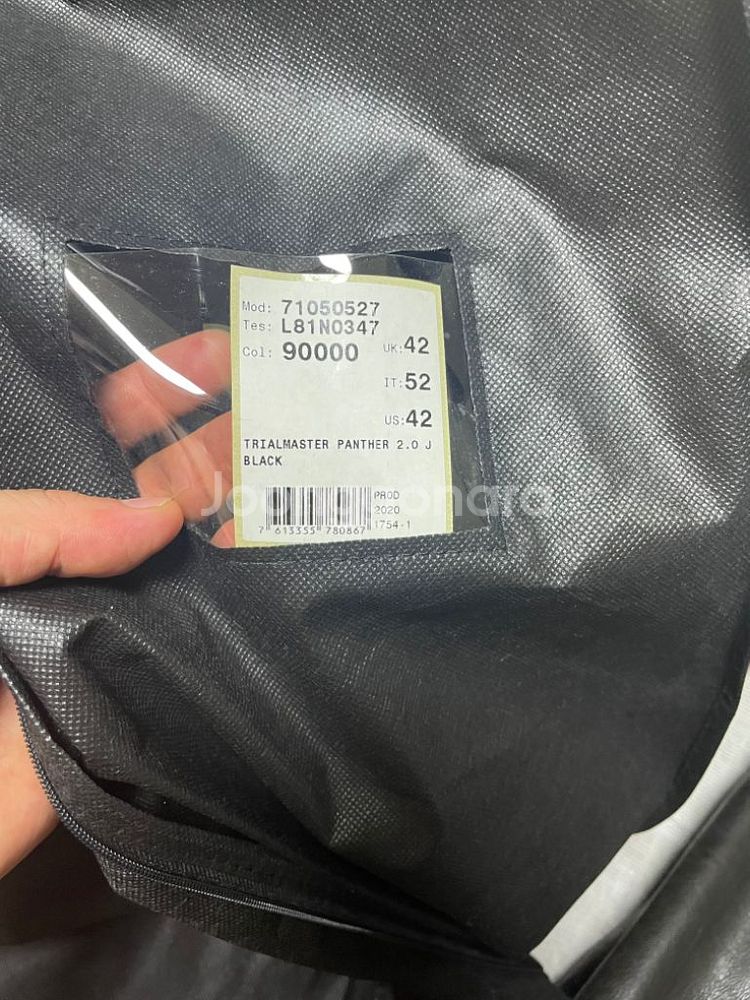 Mod: 71050527
Tes: L81N0347
Col: 90000 UK:42
IT:52
US:42
TRIALMASTER PANTHER 2.0 J
BLACK
PROD
2020
1754-1
7 613355 780867
Joonggonara